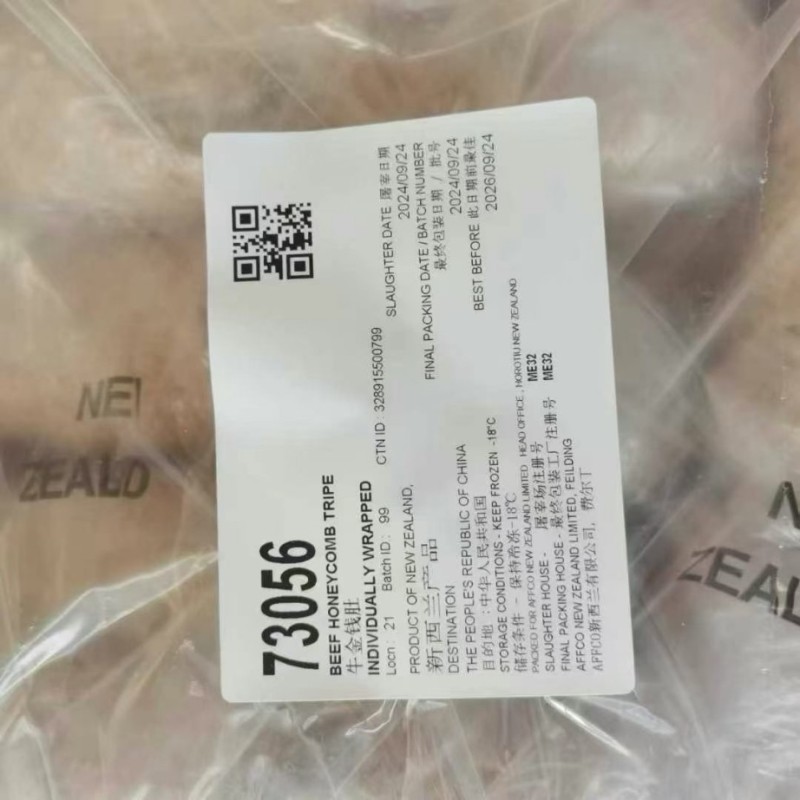 73056
BEEF HONEYCOMB TRIPE
牛金钱肚
INDIVIDUALLY WRAPPED
Locn : 21 Batch ID : 99 CTN ID : 328915500799
PRODUCT OF NEW ZEALAND,
新西兰产品
DESTINATION
THE PEOPLE'S REPUBLIC OF CHINA
目的地 :中华人民共和国
STORAGE CONDITIONS - KEEP FROZEN -18°C
储存条件 - 保持冷冻-18℃
PACKED FOR AFFCO NEW ZEALAND LIMITED HEAD OFFICE, HOROTIU NEW ZEALAND
SLAUGHTER HOUSE - 屠宰场注册号 ME32
FINAL PACKING HOUSE - 最终包装工厂注册号 ME32
AFFCO NEW ZEALAND LIMITED, FEILDING
AFFCO新西兰有限公司, 费尔丁
SLAUGHTER DATE 屠宰日期
2024/09/24
FINAL PACKING DATE / BATCH NUMBER
最终包装日期 / 批号
2024/09/24
BEST BEFORE 此日期前最佳
2026/09/24
NEI
ZEALD
ZEAL